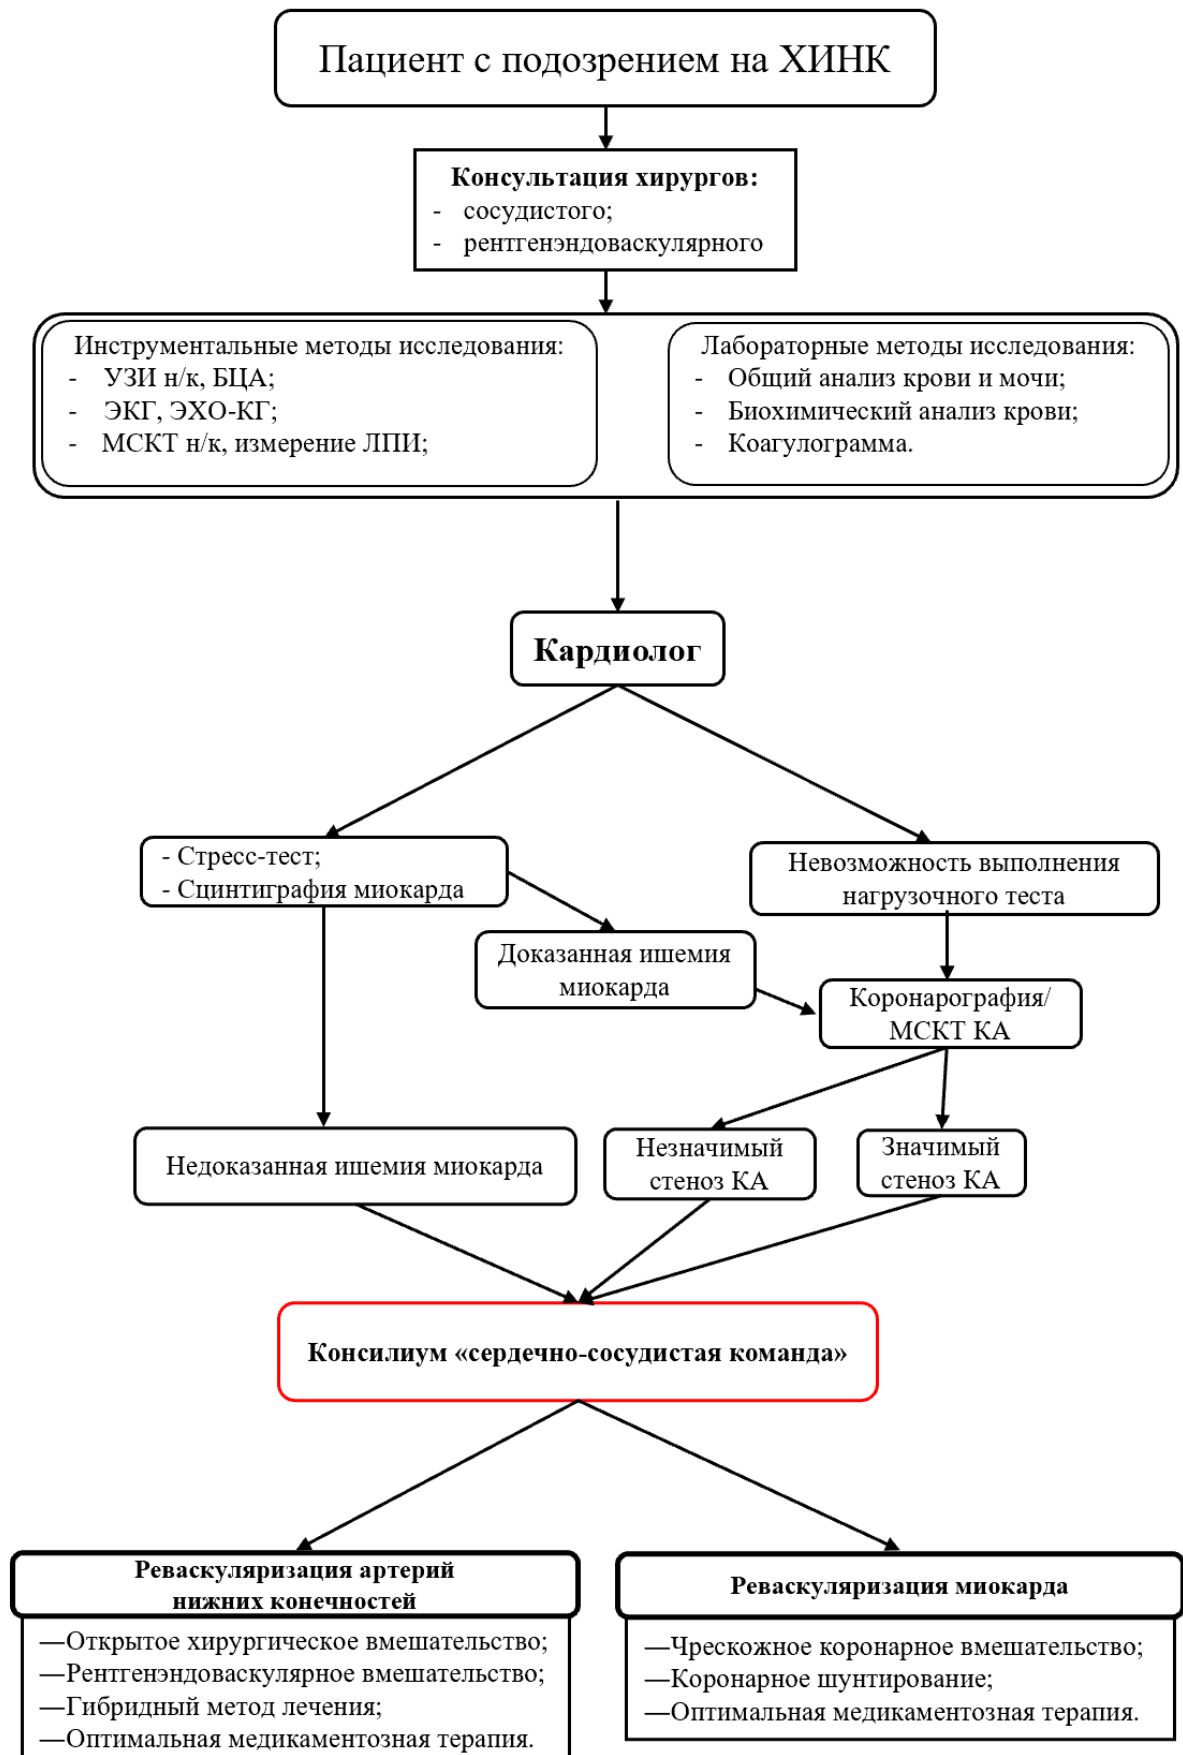 Пациент с подозрением на ХИНК
Консультация хирургов:
- сосудистого;
- рентгенэндоваскулярного
Инструментальные методы исследования:
- УЗИ н/к, БЦА;
- ЭКГ, ЭХО-КГ;
- МСКТ н/к, измерение ЛПИ;
Лабораторные методы исследования:
- Общий анализ крови и мочи;
- Биохимический анализ крови;
- Коагулограмма.
Кардиолог
- Стресс-тест;
- Сцинтиграфия миокарда
Невозможность выполнения
нагрузочного теста
Доказанная ишемия
миокарда
Коронарография/
МСКТ КА
Недоказанная ишемия миокарда
Незначимый
стеноз КА
Значимый
стеноз КА
Консилиум «сердечно-сосудистая команда»
Реваскуляризация артерий
нижних конечностей
—Открытое хирургическое вмешательство;
—Рентгенэндоваскулярное вмешательство;
—Гибридный метод лечения;
—Оптимальная медикаментозная терапия.
Реваскуляризация миокарда
—Чрескожное коронарное вмешательство;
—Коронарное шунтирование;
—Оптимальная медикаментозная терапия.